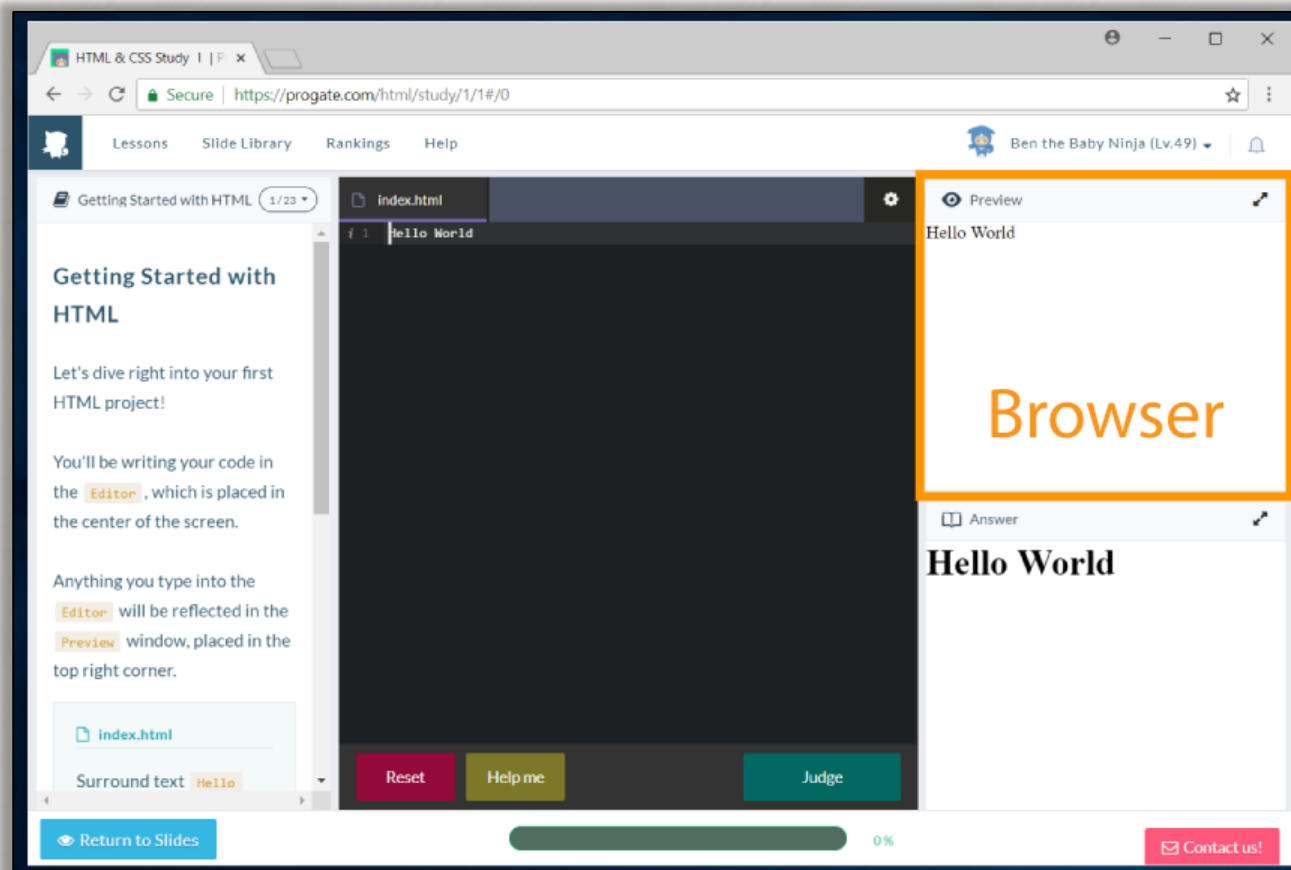 HTML & CSS Study I | P
Secure | https://progate.com/html/study/1/1#/0
Lessons Slide Library Rankings Help Ben the Baby Ninja (Lv.49)
Getting Started with HTML 1/23
Getting Started with
HTML
Let's dive right into your first
HTML project!
You'll be writing your code in
the Editor , which is placed in
the center of the screen.
Anything you type into the
Editor will be reflected in the
Preview window, placed in the
top right corner.
index.html
Surround text Hello
index.html
i 1 Hello World
Reset Help me Judge
Preview
Hello World
Browser
Answer
Hello World
Return to Slides 0% Contact us!